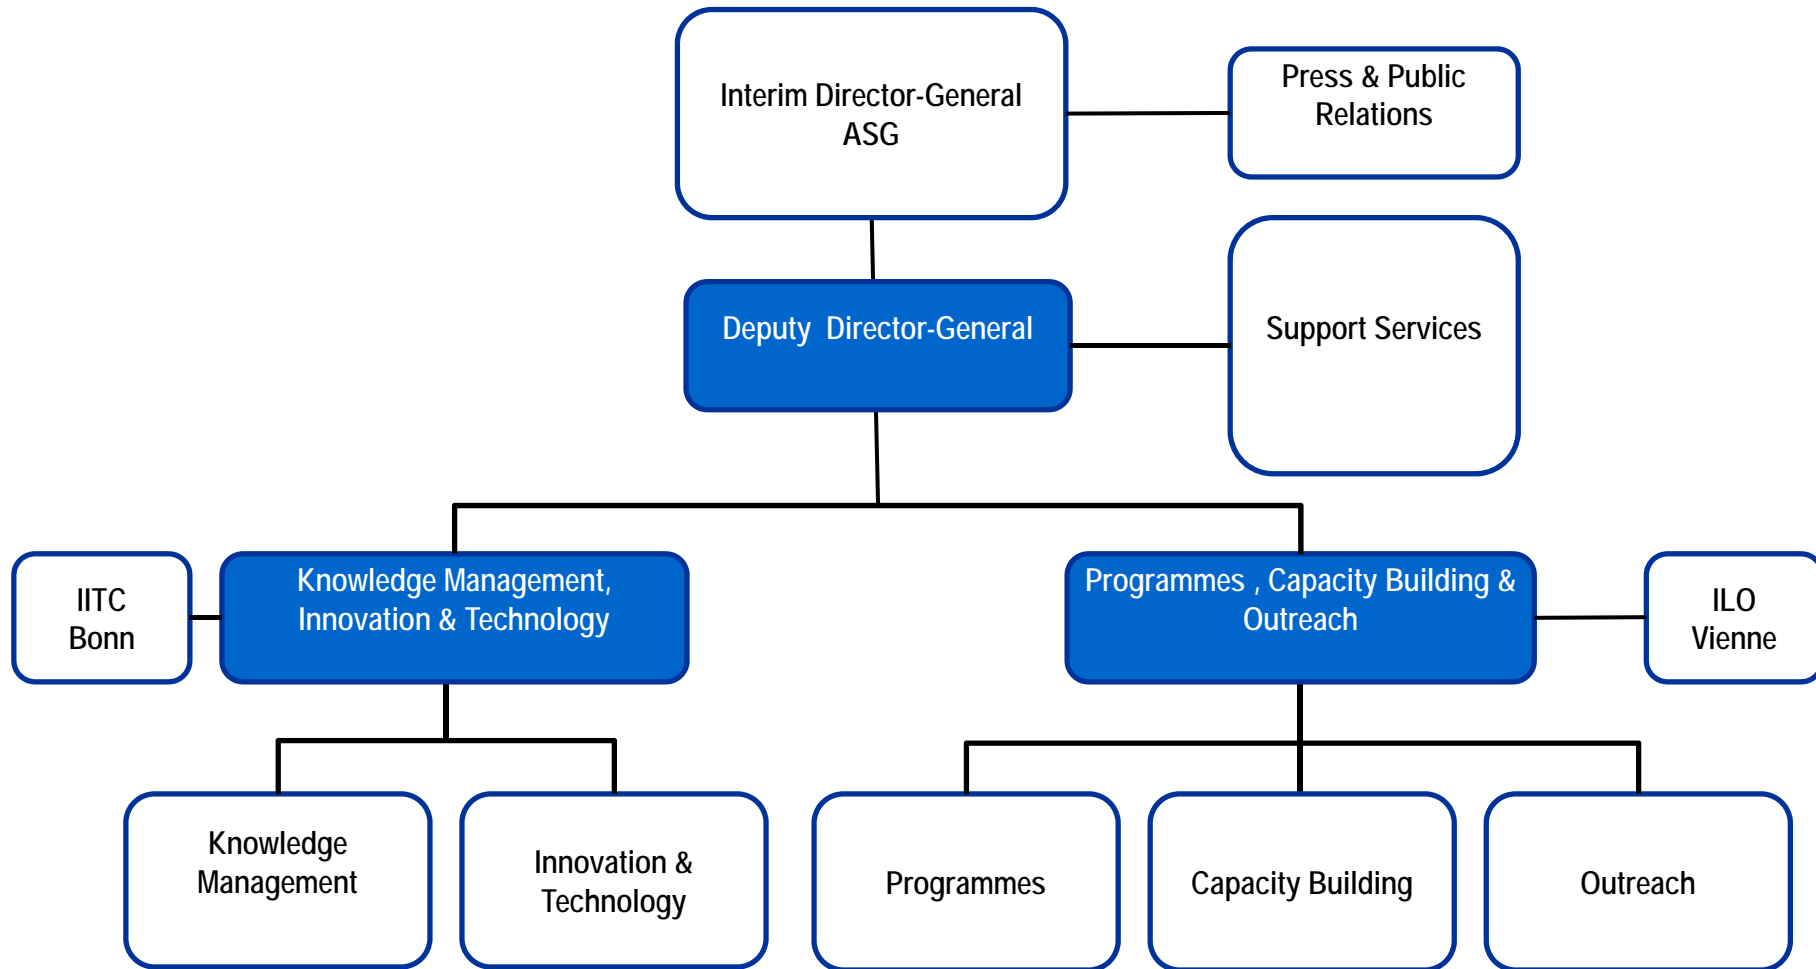 Interim Director-General
ASG
Press & Public
Relations
Deputy  Director-General
Support Services
IITC
Bonn
Knowledge Management,
Innovation & Technology
Programmes , Capacity Building &
Outreach
ILO
Vienne
Knowledge
Management
Innovation &
Technology
Programmes
Capacity Building
Outreach